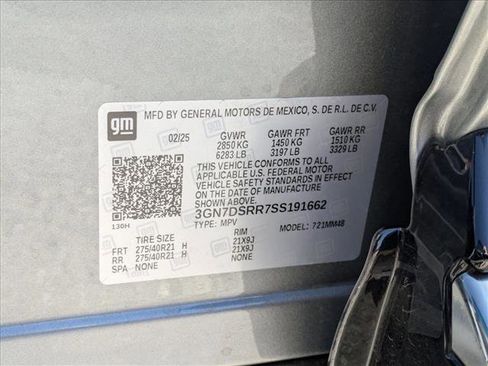 gm
MFD BY GENERAL MOTORS DE MEXICO, S. DE R.L. DE C.V.
02/25 GVWR GAWR FRT GAWR RR
2850 KG 1450 KG 1510 KG
6283 LB 3197 LB 3329 LB
THIS VEHICLE CONFORMS TO ALL
APPLICABLE U.S. FEDERAL MOTOR
VEHICLE SAFETY STANDARDS IN EFFECT
ON THE DATE OF MANUFACTURE
SHOWN ABOVE.
3GN7DSRR7SS191662
130H TYPE: MPV MODEL: 721MM48
TIRE SIZE RIM
FRT 275/40R21 H 21X9J
RR 275/40R21 H 21X9J
SPA NONE NONE